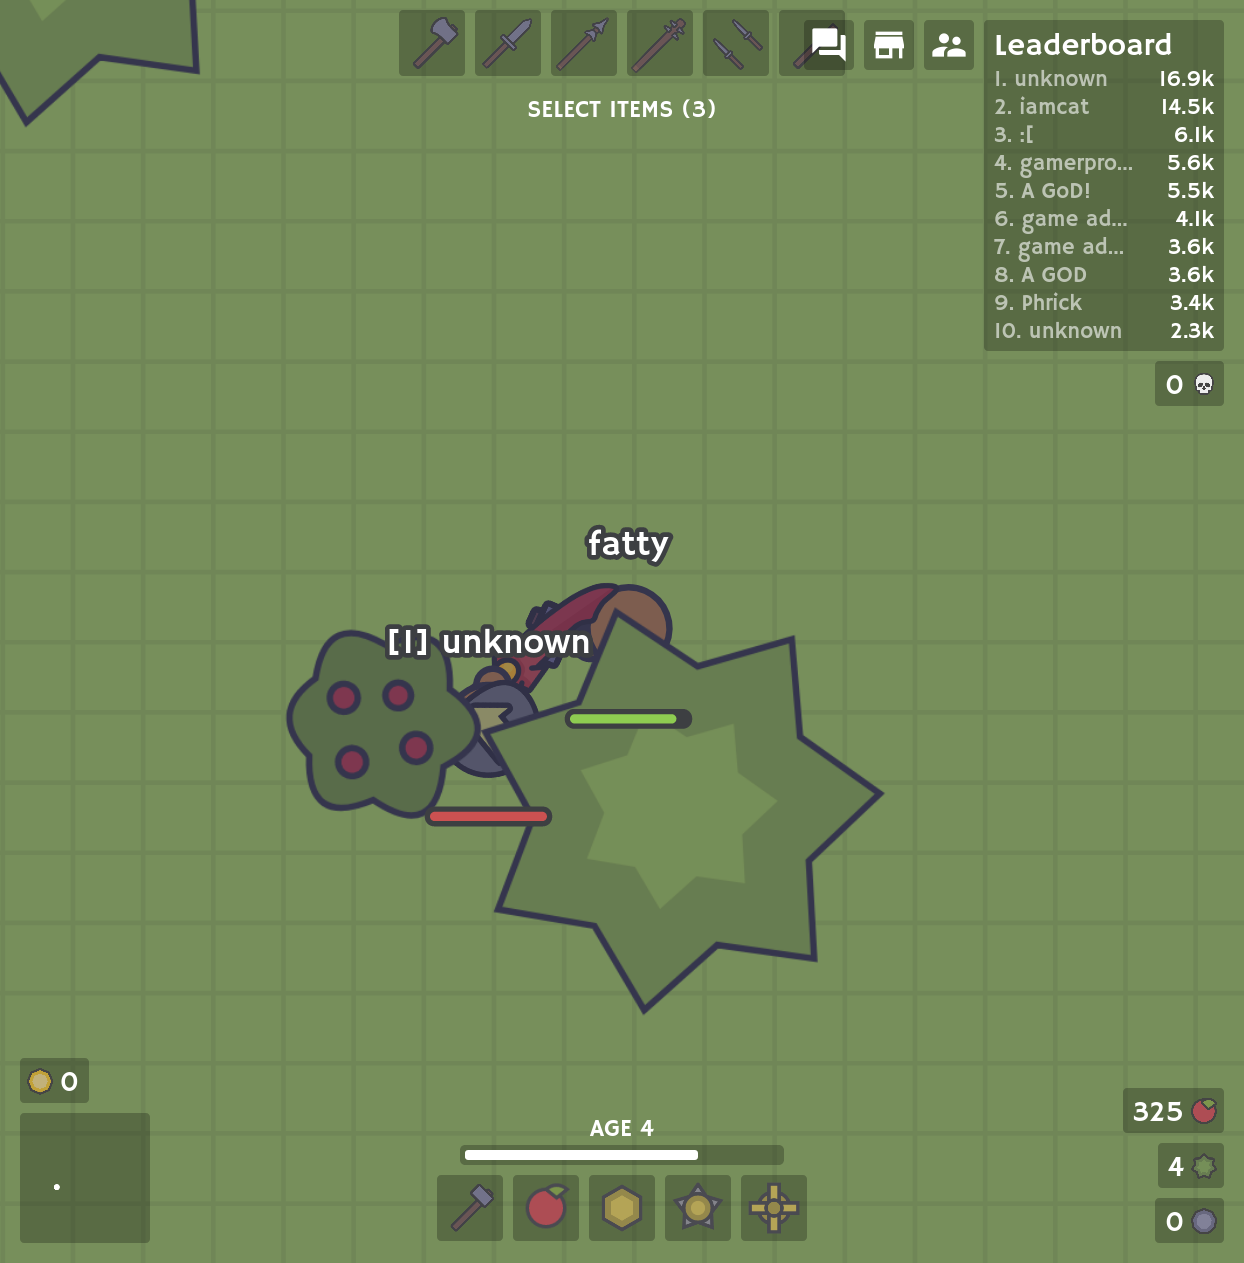 SELECT ITEMS (3)
Leaderboard
1. unknown 16.9k
2. iamcat 14.5k
3. :[ 6.1k
4. gamerpro... 5.6k
5. A GoD! 5.5k
6. game ad... 4.1k
7. game ad... 3.6k
8. A GOD 3.6k
9. Phrick 3.4k
10. unknown 2.3k
0
fatty
[I] unknown
0
AGE 4
325
4
0